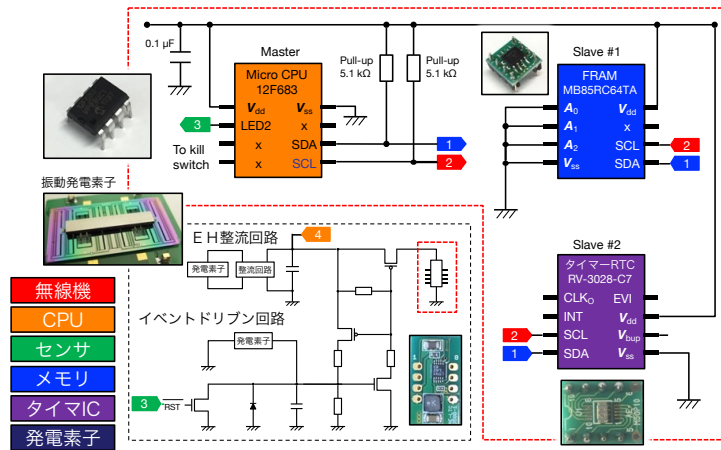 0.1 µF
Master
Micro CPU
12F683
Vdd
Vss
LED2
x
x
SDA
x
SCL
3
To kill
switch
Pull-up
5.1 kΩ
Pull-up
5.1 kΩ
1
2
Slave #1
FRAM
MB85RC64TA
A0
Vdd
A1
x
A2
SCL
Vss
SDA
2
1
振動発電素子
EH整流回路
4
発電素子
整流回路
イベントドリブン回路
発電素子
3
RST
無線機
CPU
センサ
メモリ
タイマIC
発電素子
Slave #2
タイマーRTC
RV-3028-C7
CLKO
EVI
INT
Vdd
SCL
Vbup
SDA
Vss
2
1